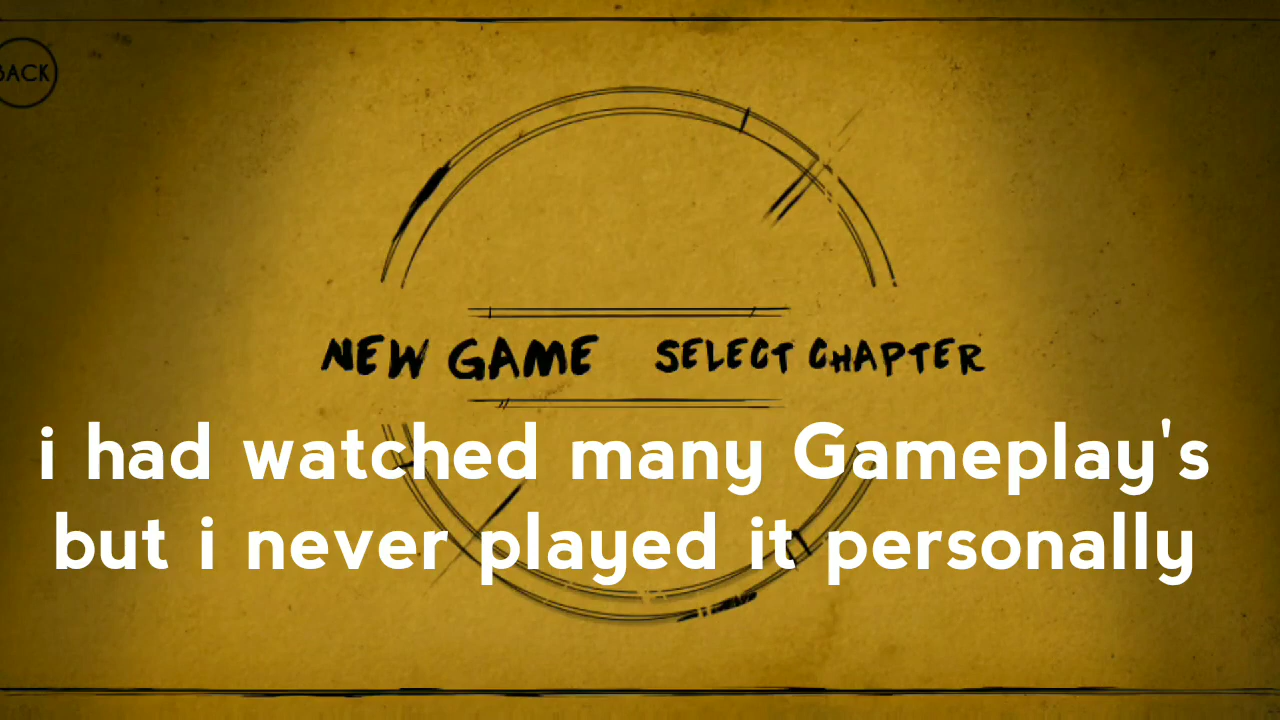 BACK
NEW GAME SELECT CHAPTER
i had watched many Gameplay's
but i never played it personally